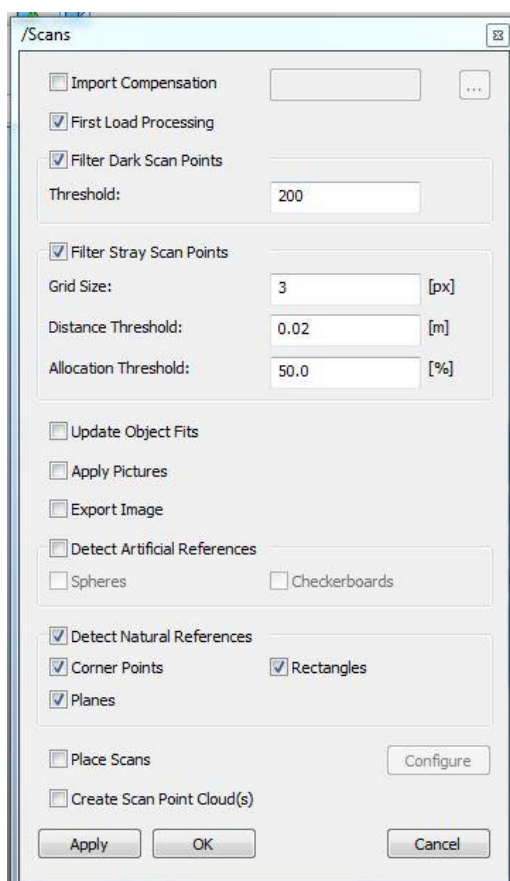 /Scans
Import Compensation ...
First Load Processing
Filter Dark Scan Points
Threshold: 200
Filter Stray Scan Points
Grid Size: 3 [px]
Distance Threshold: 0.02 [m]
Allocation Threshold: 50.0 [%]
Update Object Fits
Apply Pictures
Export Image
Detect Artificial References
Spheres Checkerboards
Detect Natural References
Corner Points Rectangles
Planes
Place Scans Configure
Create Scan Point Cloud(s)
Apply OK Cancel